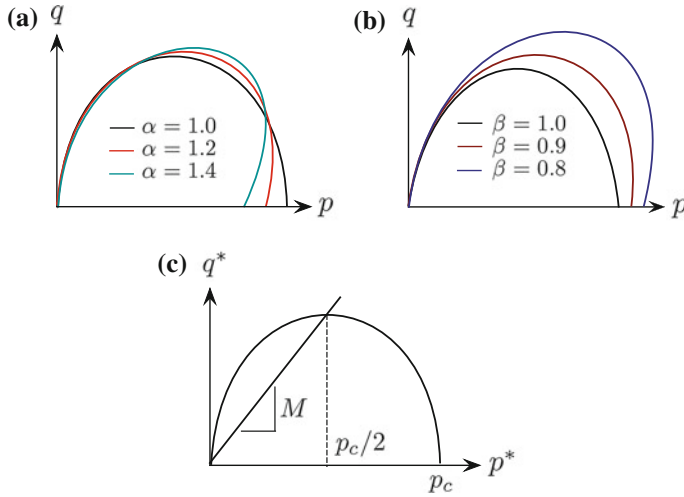 (a)
q
α = 1.0
α = 1.2
α = 1.4
p
(b)
q
β = 1.0
β = 0.9
β = 0.8
p
(c)
q*
M
p_c/2
p_c
p*